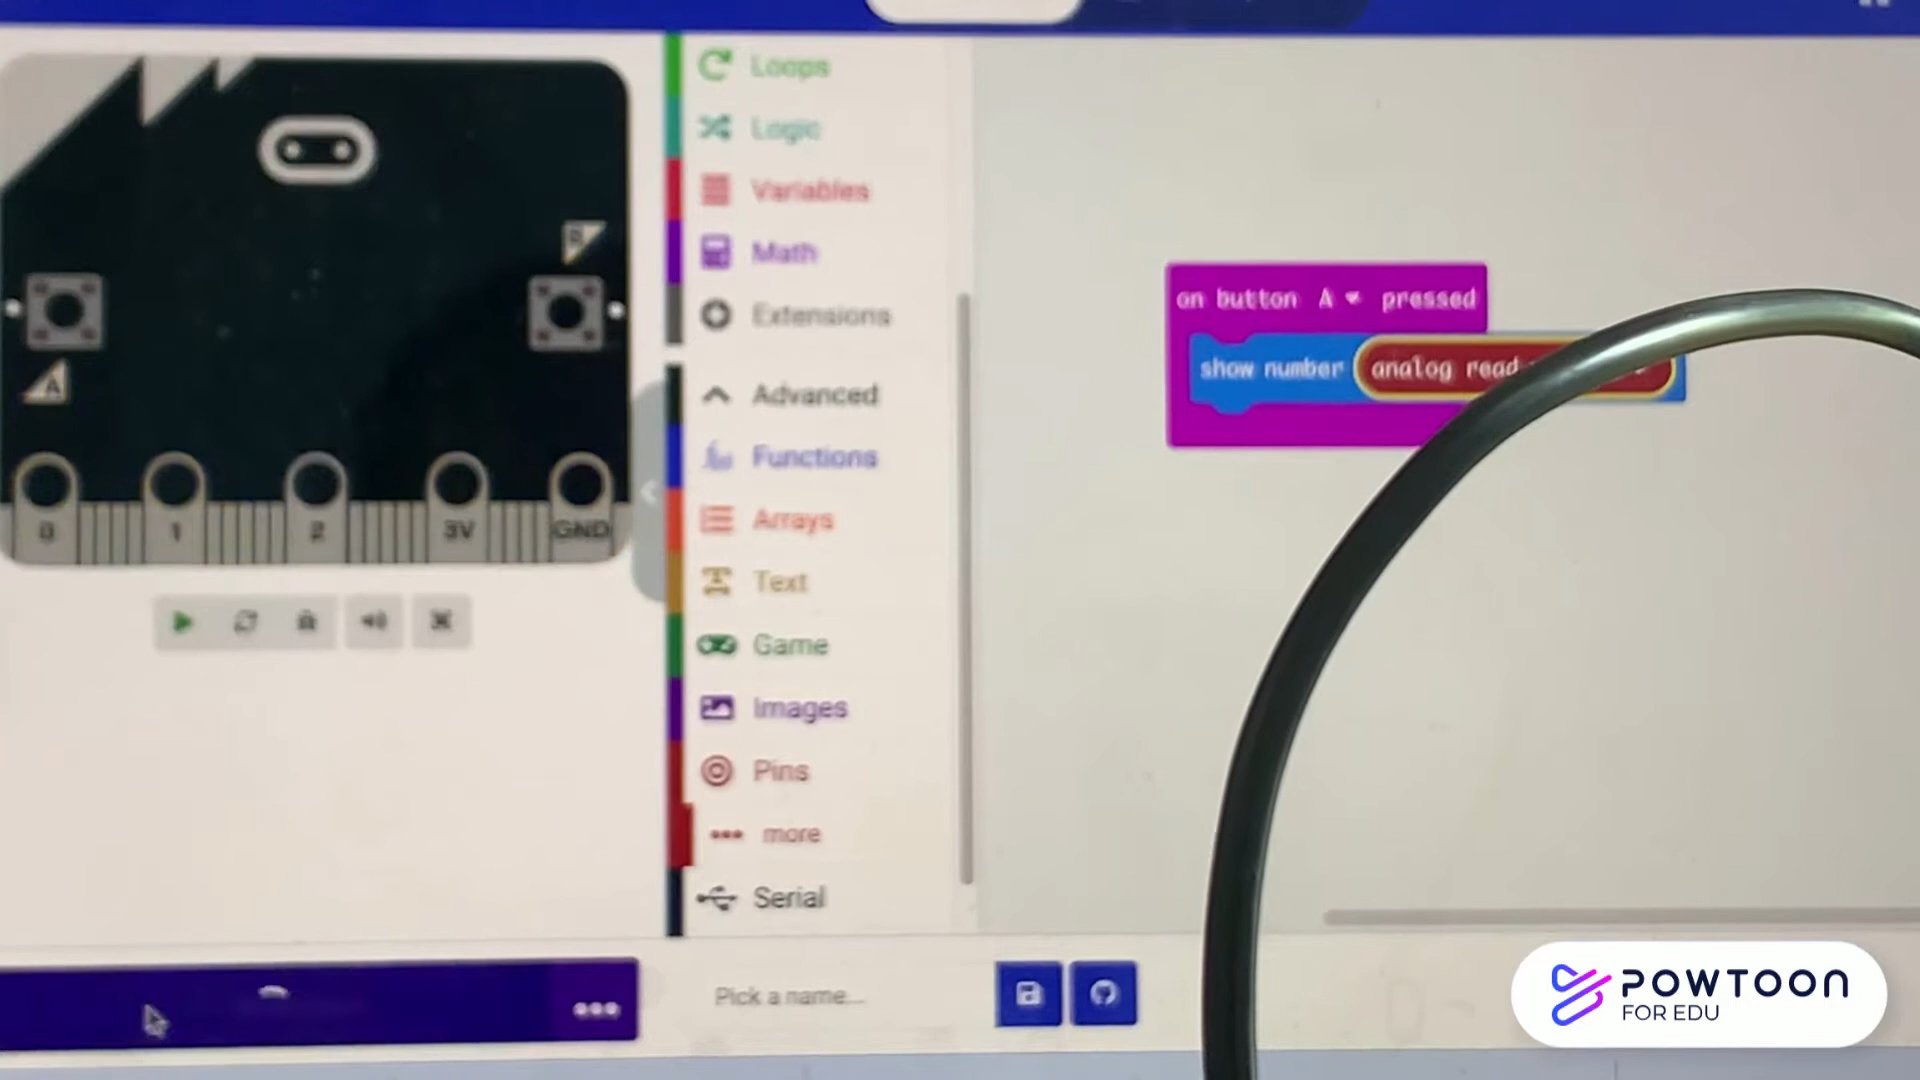 Loops
Logic
Variables
Math
Extensions
Advanced
Functions
Arrays
Text
Game
Images
Pins
more
Serial
B
A
0 1 2 3V GND
on button A pressed
show number analog read
Pick a name...
POWTOON
FOR EDU